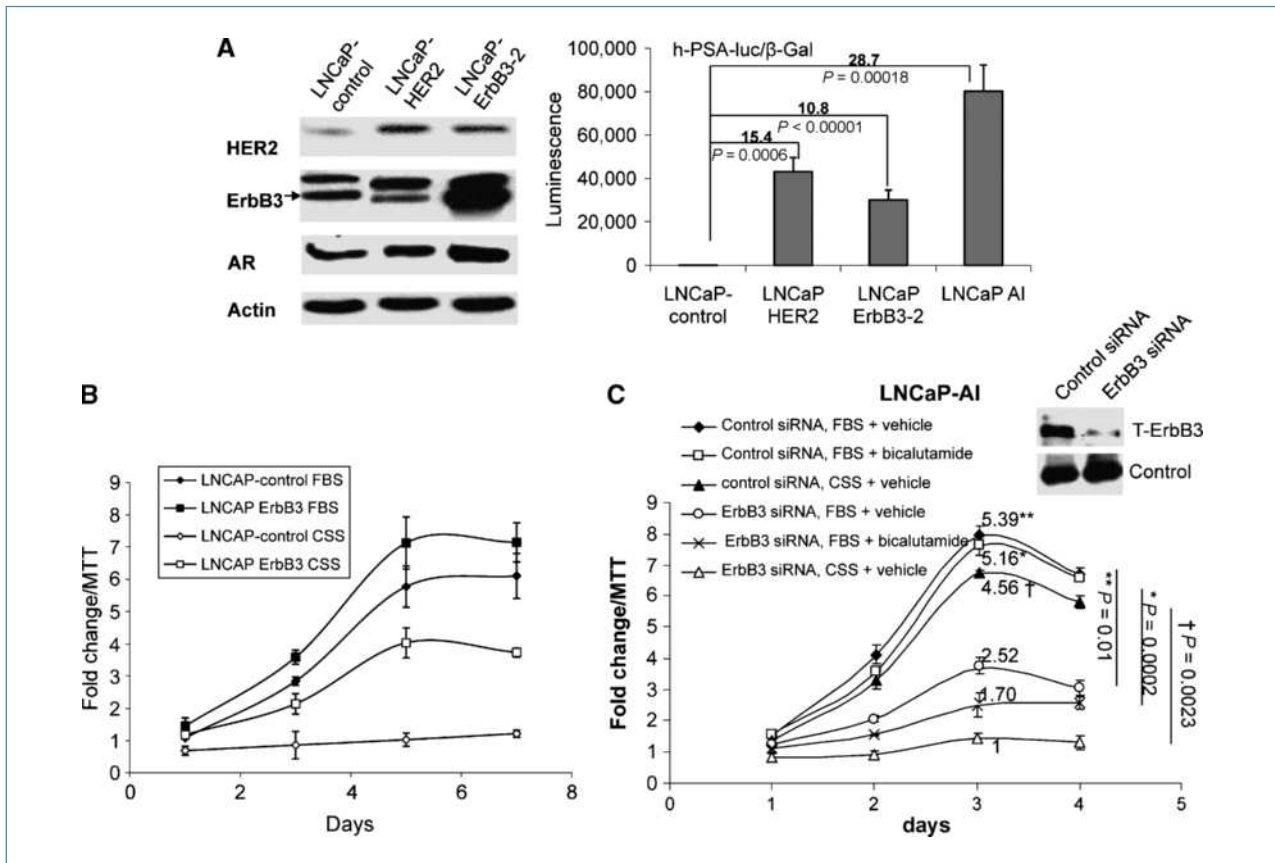 A
LNCaP-control
LNCaP-HER2
LNCaP-ErbB3-2
HER2
ErbB3
AR
Actin
h-PSA-luc/β-Gal
Luminescence
100,000
80,000
60,000
40,000
20,000
0
28.7
P = 0.00018
10.8
P < 0.00001
15.4
P = 0.0006
LNCaP-control
LNCaP HER2
LNCaP ErbB3-2
LNCaP AI
B
LNCAP-control FBS
LNCAP ErbB3 FBS
LNCAP-control CSS
LNCAP ErbB3 CSS
Fold change/MTT
9
8
7
6
5
4
3
2
1
0
0 2 4 6 8
Days
C
LNCaP-AI
Control siRNA, FBS + vehicle
Control siRNA, FBS + bicalutamide
control siRNA, CSS + vehicle
ErbB3 siRNA, FBS + vehicle
ErbB3 siRNA, FBS + bicalutamide
ErbB3 siRNA, CSS + vehicle
Control siRNA
ErbB3 siRNA
T-ErbB3
Control
Fold change/MTT
9
8
7
6
5
4
3
2
1
0
5.39**
5.16*
4.56 †
2.52
1.70
1
** P = 0.01
* P = 0.0002
† P = 0.0023
0 1 2 3 4 5
days